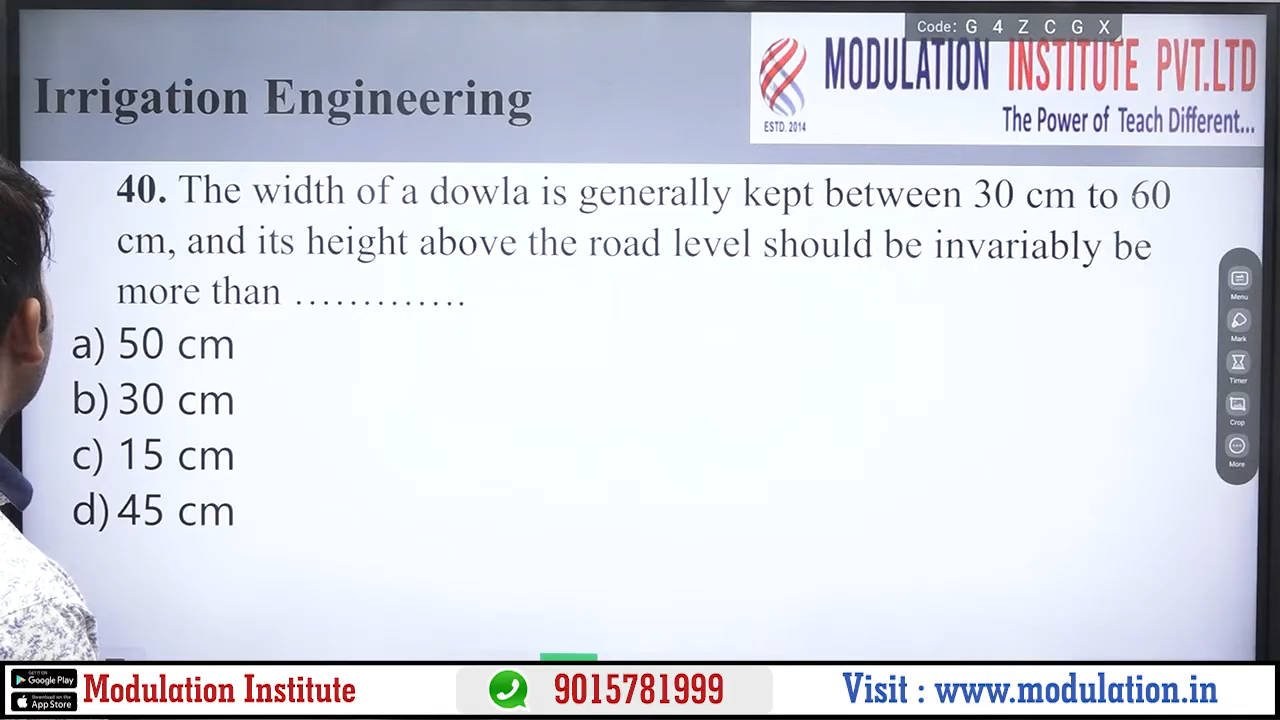 Code: G 4 Z C G X
MODULATION INSTITUTE PVT.LTD
The Power of Teach Different...
ESTD. 2014
Irrigation Engineering
40. The width of a dowla is generally kept between 30 cm to 60
cm, and its height above the road level should be invariably be
more than .............
a) 50 cm
b) 30 cm
c) 15 cm
d) 45 cm
Menu
Mark
Timer
Crop
More
GET IT ON
Google Play
Download on the
App Store
Modulation Institute
9015781999
Visit : www.modulation.in